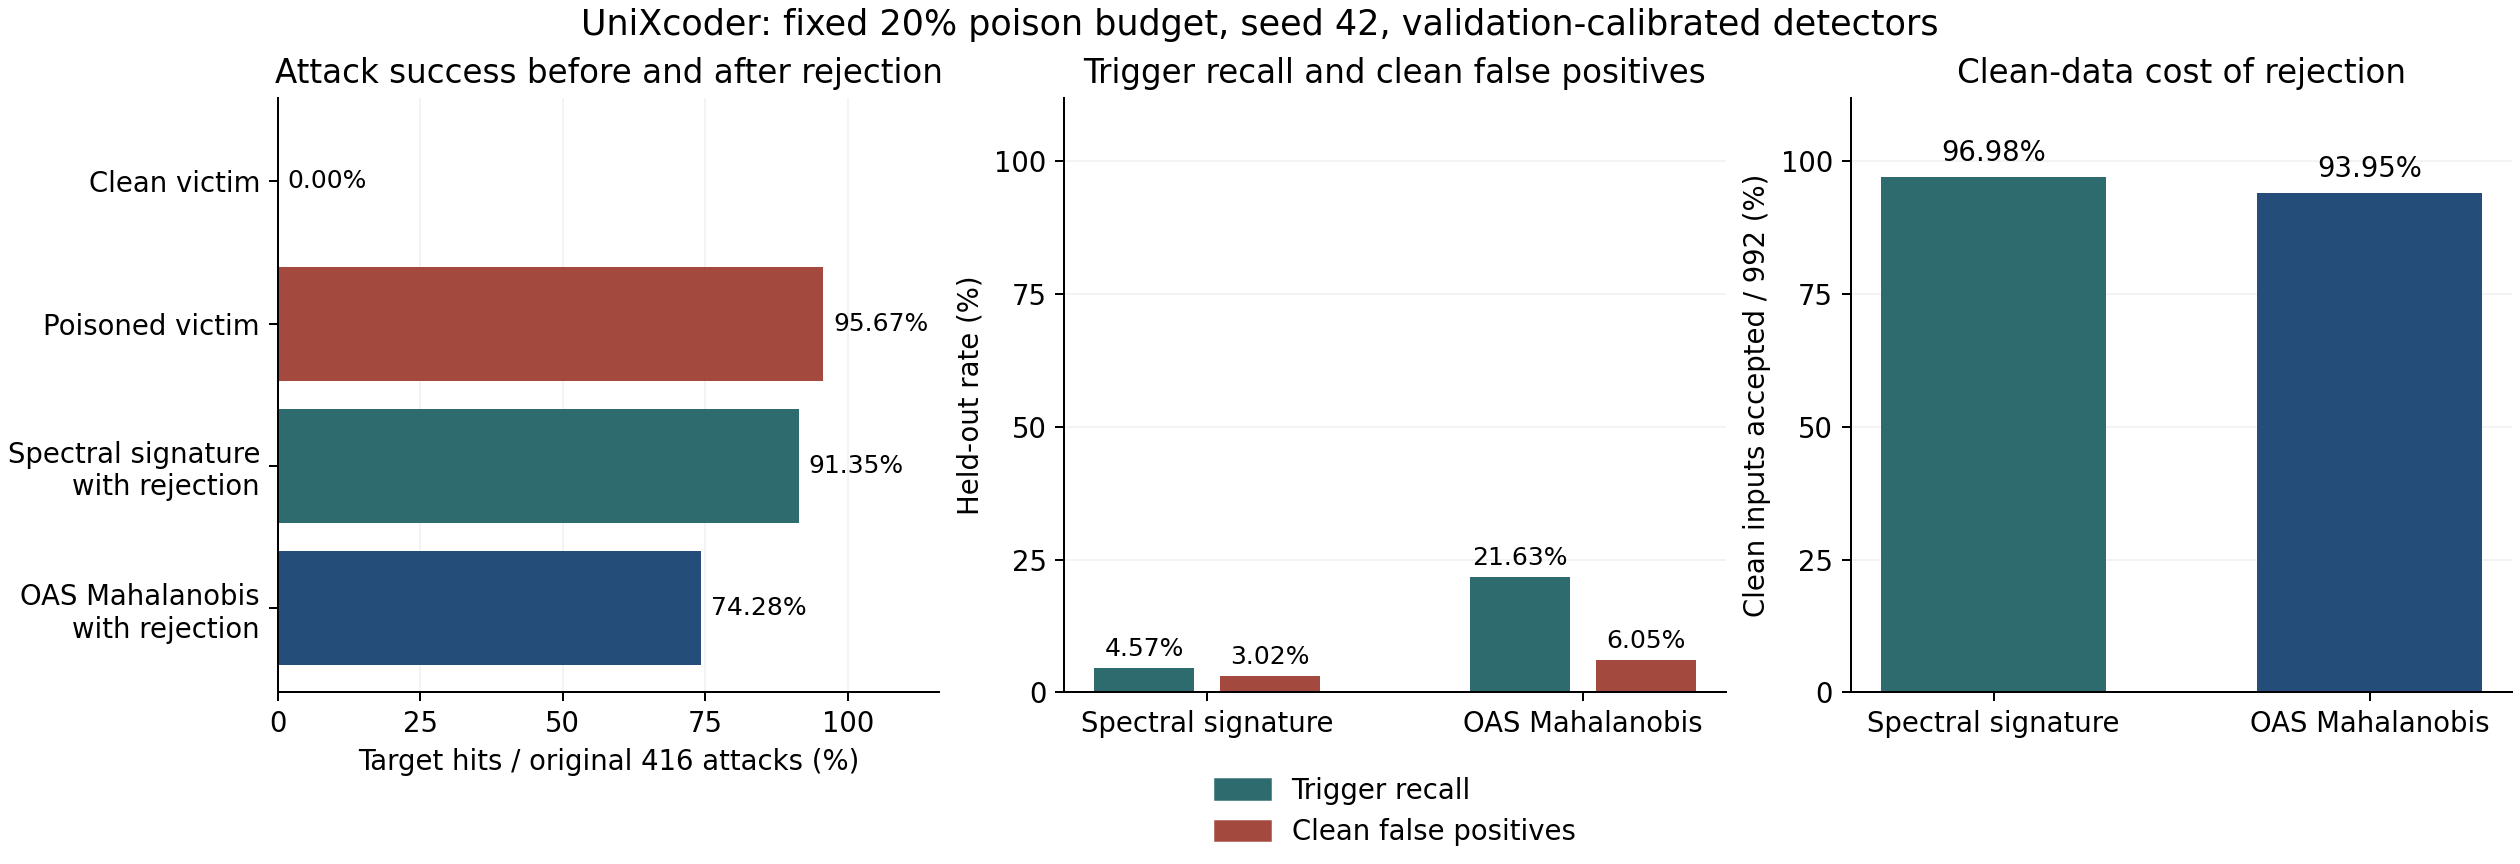 UniXcoder: fixed 20% poison budget, seed 42, validation-calibrated detectors
Attack success before and after rejection
Clean victim
0.00%
Poisoned victim
95.67%
Spectral signature
with rejection
91.35%
OAS Mahalanobis
with rejection
74.28%
0 25 50 75 100
Target hits / original 416 attacks (%)
Trigger recall and clean false positives
Held-out rate (%)
100
75
50
25
0
4.57%
3.02%
21.63%
6.05%
Spectral signature
OAS Mahalanobis
Trigger recall
Clean false positives
Clean-data cost of rejection
Clean inputs accepted / 992 (%)
100
75
50
25
0
96.98%
93.95%
Spectral signature
OAS Mahalanobis